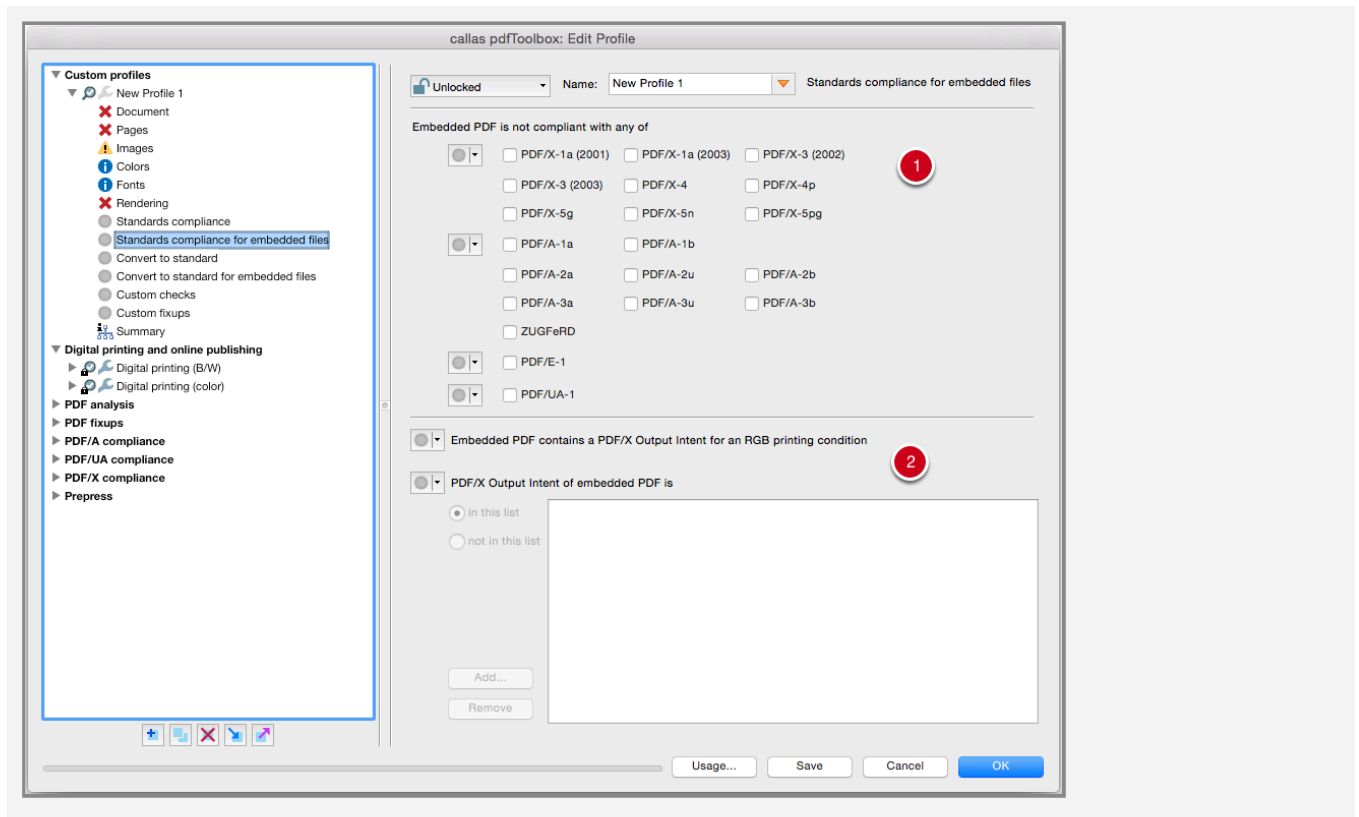 callas pdfToolbox: Edit Profile
Custom profiles
New Profile 1
Document
Pages
Images
Colors
Fonts
Rendering
Standards compliance
Standards compliance for embedded files
Convert to standard
Convert to standard for embedded files
Custom checks
Custom fixups
Summary
Digital printing and online publishing
Digital printing (B/W)
Digital printing (color)
PDF analysis
PDF fixups
PDF/A compliance
PDF/UA compliance
PDF/X compliance
Prepress
Unlocked Name: New Profile 1 Standards compliance for embedded files
Embedded PDF is not compliant with any of
PDF/X-1a (2001) PDF/X-1a (2003) PDF/X-3 (2002)
1
PDF/X-3 (2003) PDF/X-4 PDF/X-4p
PDF/X-5g PDF/X-5n PDF/X-5pg
PDF/A-1a PDF/A-1b
PDF/A-2a PDF/A-2u PDF/A-2b
PDF/A-3a PDF/A-3u PDF/A-3b
ZUGFeRD
PDF/E-1
PDF/UA-1
Embedded PDF contains a PDF/X Output Intent for an RGB printing condition
2
PDF/X Output Intent of embedded PDF is
in this list
not in this list
Add...
Remove
Usage... Save Cancel OK